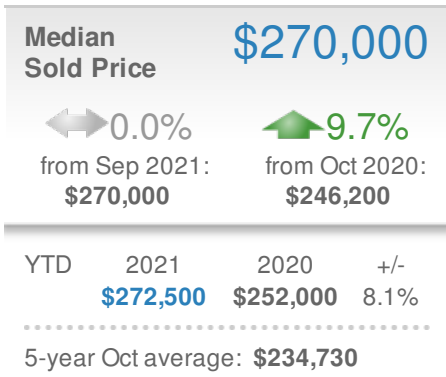 Median
Sold Price
$270,000
0.0%
from Sep 2021:
$270,000
9.7%
from Oct 2020:
$246,200
YTD 2021 2020 +/-
$272,500 $252,000 8.1%
5-year Oct average: $234,730